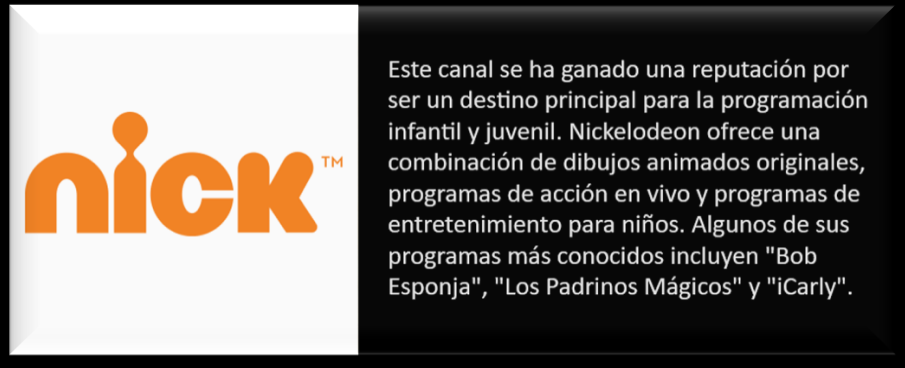 nick™
Este canal se ha ganado una reputación por
ser un destino principal para la programación
infantil y juvenil. Nickelodeon ofrece una
combinación de dibujos animados originales,
programas de acción en vivo y programas de
entretenimiento para niños. Algunos de sus
programas más conocidos incluyen "Bob
Esponja", "Los Padrinos Mágicos" y "iCarly".